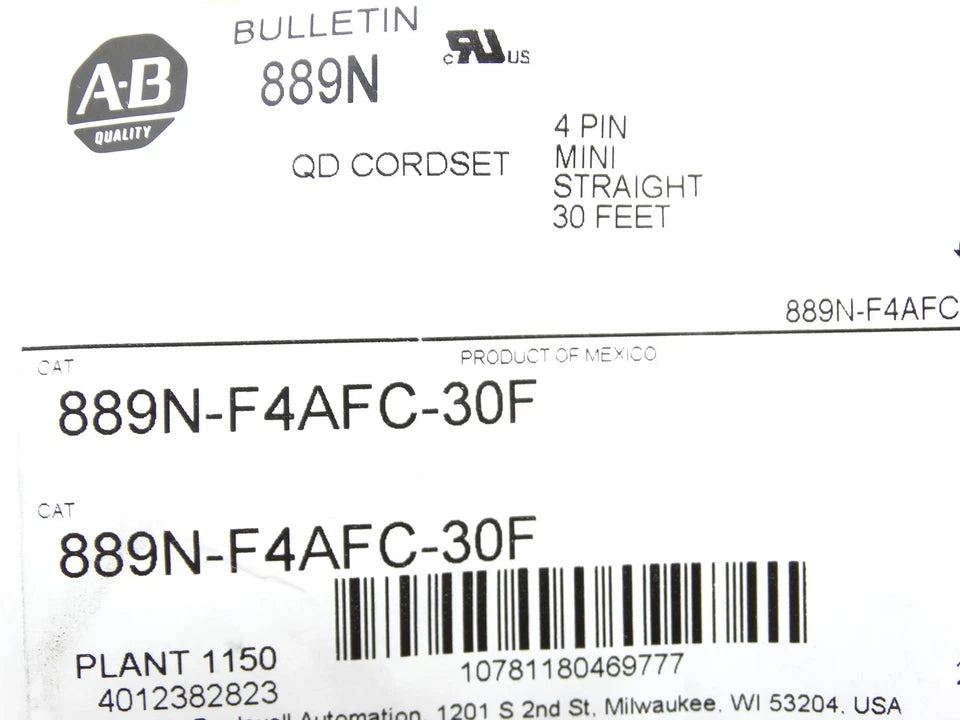 BULLETIN
889N
A-B
QUALITY
c RU US
QD CORDSET
4 PIN
MINI
STRAIGHT
30 FEET
889N-F4AFC
CAT
PRODUCT OF MEXICO
889N-F4AFC-30F
CAT
889N-F4AFC-30F
PLANT 1150
4012382823
10781180469777
Automation, 1201 S 2nd St, Milwaukee, WI 53204, USA